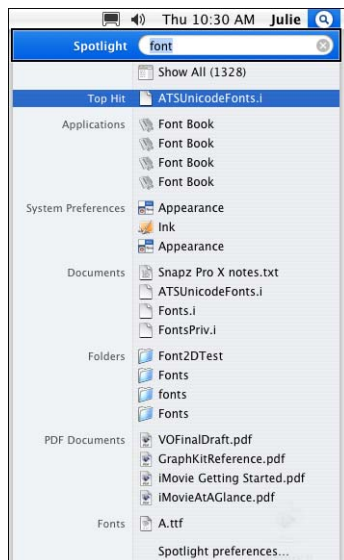 Thu 10:30 AM Julie
Spotlight font
Show All (1328)
Top Hit ATSUnicodeFonts.i
Applications Font Book
Font Book
Font Book
Font Book
System Preferences Appearance
Ink
Appearance
Documents Snapz Pro X notes.txt
ATSUnicodeFonts.i
Fonts.i
FontsPriv.i
Folders Font2DTest
Fonts
fonts
Fonts
PDF Documents VOFinalDraft.pdf
GraphKitReference.pdf
iMovie Getting Started.pdf
iMovieAtAGlance.pdf
Fonts A.ttf
Spotlight preferences...